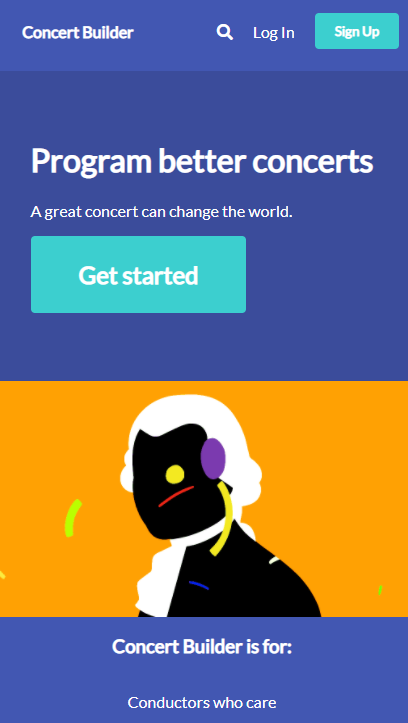 Concert Builder
Log In
Sign Up
Program better concerts
A great concert can change the world.
Get started
Concert Builder is for:
Conductors who care